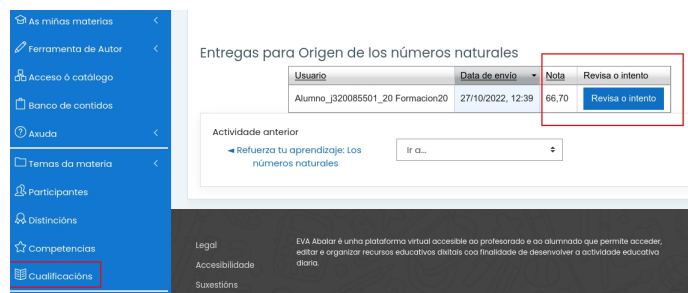 As miñas materias
Ferramenta de Autor
Acceso ó catálogo
Banco de contidos
Axuda
Temas da materia
Participantes
Distincións
Competencias
Cualificacións
Entregas para Origen de los números naturales
Usuario Data de envío Nota Revisa o intento
Alumno_j320085501_20 Formacion20 27/10/2022, 12:39 66,70 Revisa o intento
Actividade anterior
◄ Refuerza tu aprendizaje: Los
números naturales
Ir a...
Legal
Accesibilidade
Suxestións
EVA Abalar é unha plataforma virtual accesible ao profesorado e ao alumnado que permite acceder,
editar e organizar recursos educativos dixitais coa finalidade de desenvolver a actividade educativa
diaria.